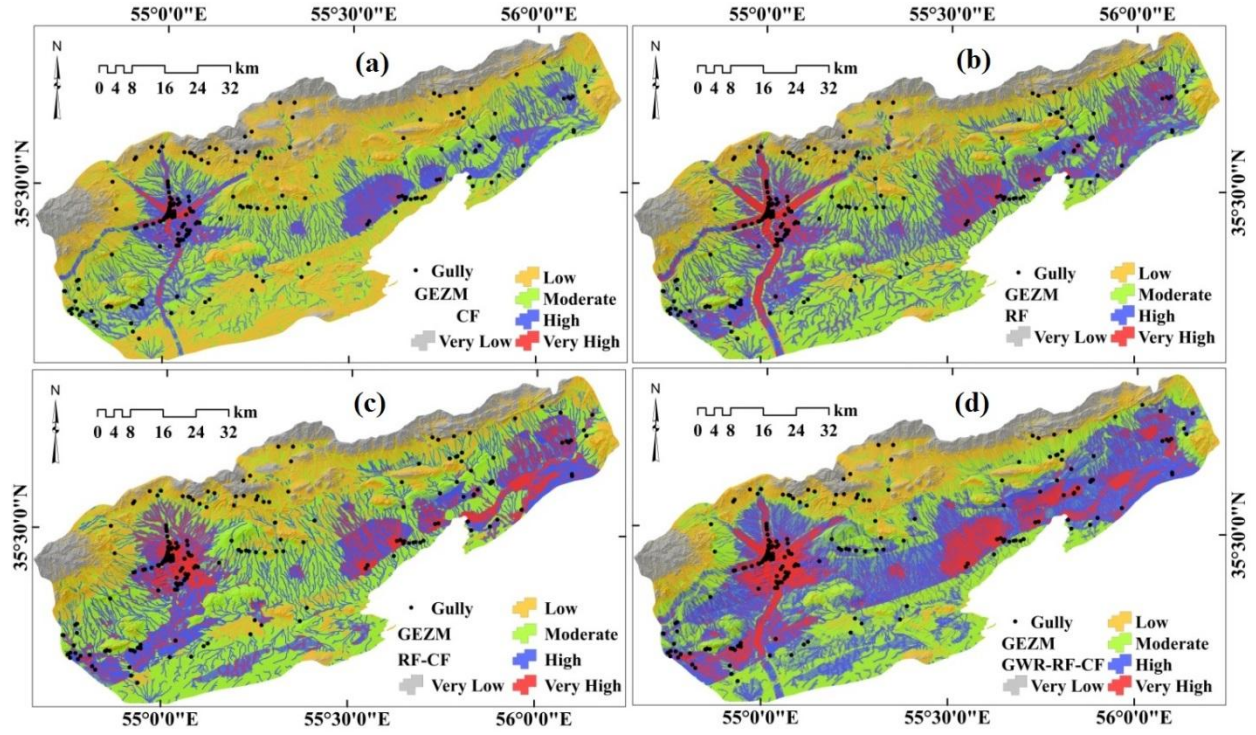 55°0'0"E 55°30'0"E 56°0'0"E 55°0'0"E 55°30'0"E 56°0'0"E
N
(a)
km
0 4 8 16 24 32
35°30'0"N
Gully
GEZM
CF
Very Low
Low
Moderate
High
Very High
N
(b)
km
0 4 8 16 24 32
35°30'0"N
Gully
GEZM
RF
Very Low
Low
Moderate
High
Very High
N
(c)
km
0 4 8 16 24 32
35°30'0"N
Gully
GEZM
RF-CF
Very Low
Low
Moderate
High
Very High
N
(d)
km
0 4 8 16 24 32
35°30'0"N
Gully
GEZM
GWR-RF-CF
Very Low
Low
Moderate
High
Very High
55°0'0"E 55°30'0"E 56°0'0"E 55°0'0"E 55°30'0"E 56°0'0"E